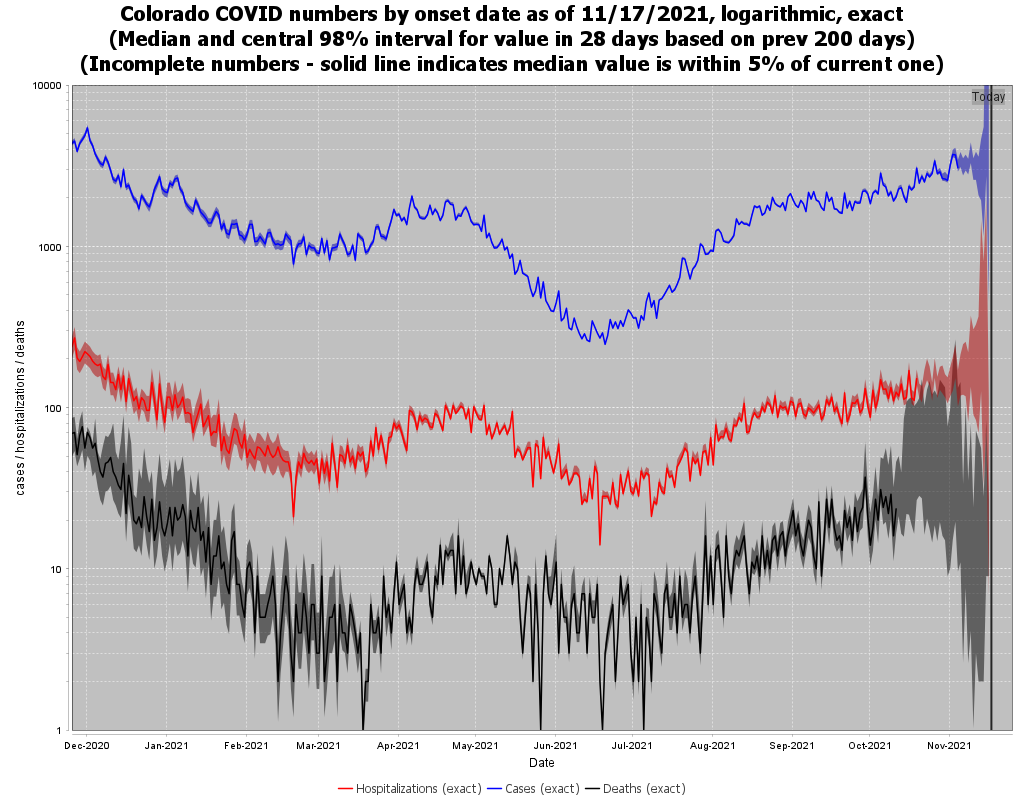 Colorado COVID numbers by onset date as of 11/17/2021, logarithmic, exact
(Median and central 98% interval for value in 28 days based on prev 200 days)
(Incomplete numbers - solid line indicates median value is within 5% of current one)
10000
Today
1000
cases / hospitalizations / deaths
100
10
1
Dec-2020 Jan-2021 Feb-2021 Mar-2021 Apr-2021 May-2021 Jun-2021 Jul-2021 Aug-2021 Sep-2021 Oct-2021 Nov-2021
Date
Hospitalizations (exact) Cases (exact) Deaths (exact)